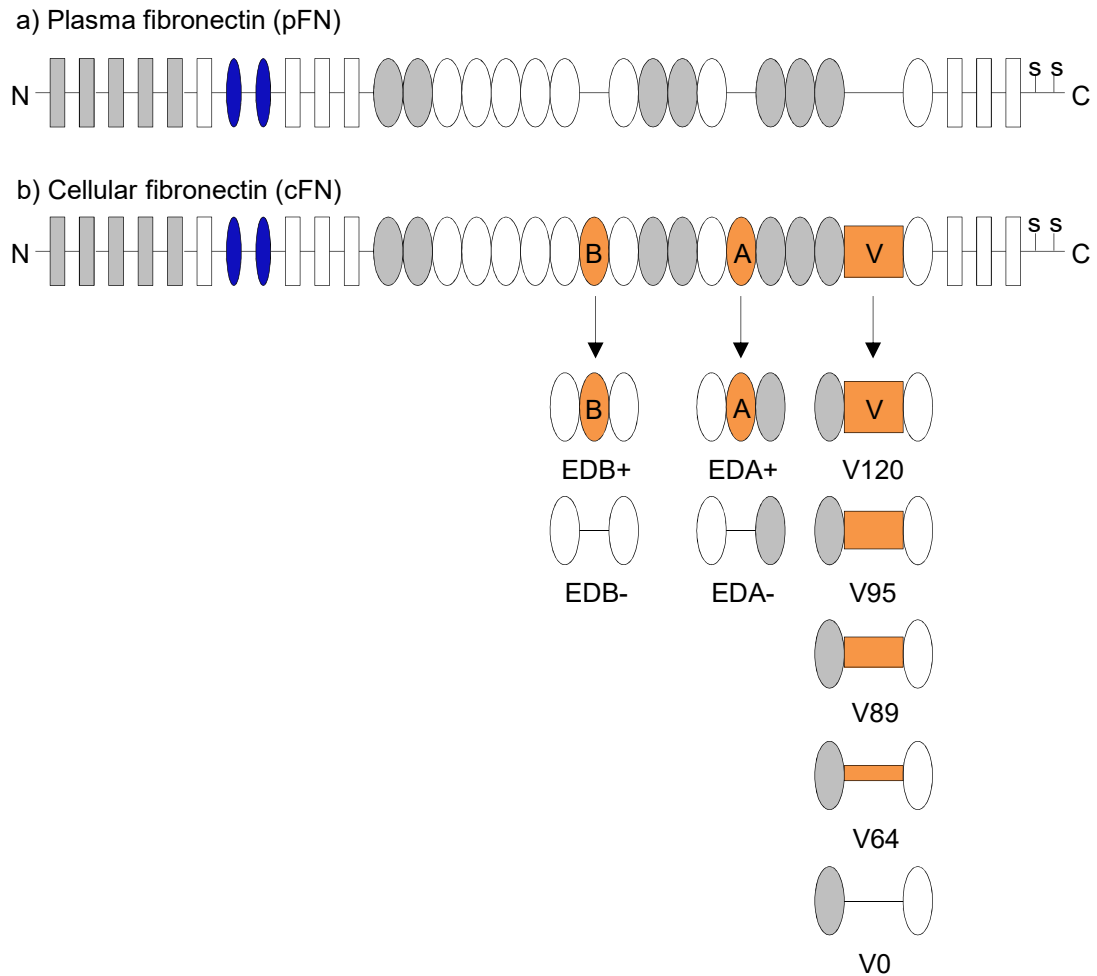 a) Plasma fibronectin (pFN)
N
s s
C
b) Cellular fibronectin (cFN)
N
B
A
V
s s
C
B
A
V
EDB+
EDA+
V120
EDB-
EDA-
V95
V89
V64
V0